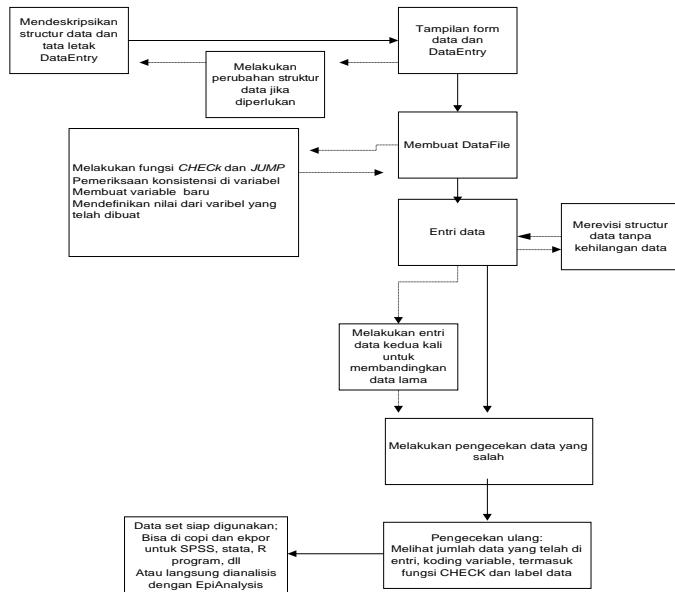 Mendeskripsikan
structur data dan
tata letak
DataEntry
Tampilan form
data dan
DataEntry
Melakukan
perubahan struktur
data jika
diperlukan
Membuat DataFile
Melakukan fungsi CHECk dan JUMP
Pemeriksaan konsistensi di variabel
Membuat variable baru
Mendefinikan nilai dari varibel yang
telah dibuat
Entri data
Merevisi structur
data tanpa
kehilangan data
Melakukan entri
data kedua kali
untuk
membandingkan
data lama
Melakukan pengecekan data yang
salah
Data set siap digunakan;
Bisa di copi dan ekpor
untuk SPSS, stata, R
program, dll
Atau langsung dianalisis
dengan EpiAnalysis
Pengecekan ulang:
Melihat jumlah data yang telah di
entri, koding variable, termasuk
fungsi CHECK dan label data